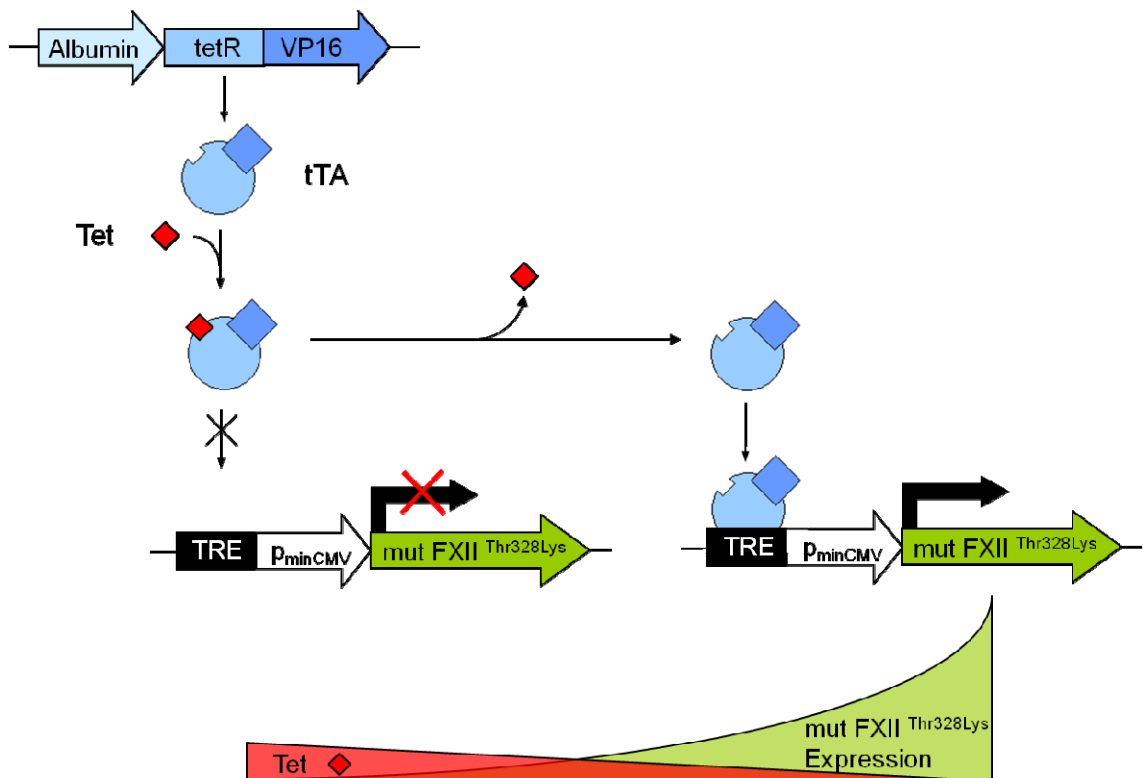 Albumin tetR VP16
tTA
Tet
TRE pminCMV mut FXII Thr328Lys
TRE pminCMV mut FXII Thr328Lys
mut FXII Thr328Lys
Expression
Tet